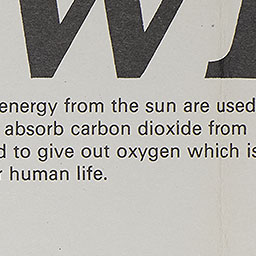 energy from the sun are used
absorb carbon dioxide from
to give out oxygen which is
human life.